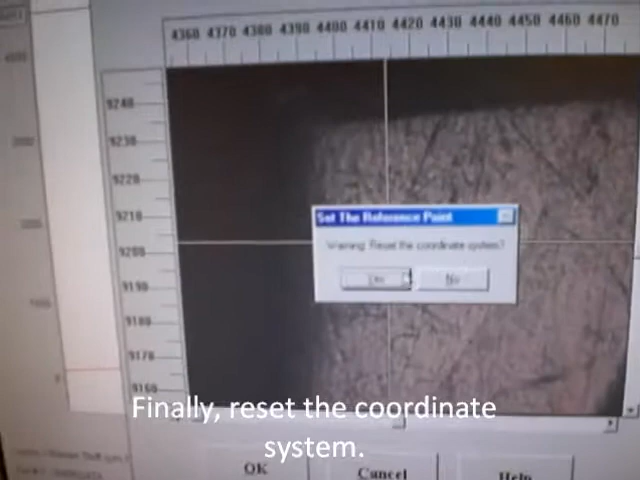 4360 4370 4380 4390 4400 4410 4420 4430 4440 4450 4460 4470
9240
9230
9220
9210
9200
9190
9180
9170
9160
Set The Reference Point
Warning: Reset the coordinate system?
Yes No
Finally, reset the coordinate
system.
OK Cancel Help